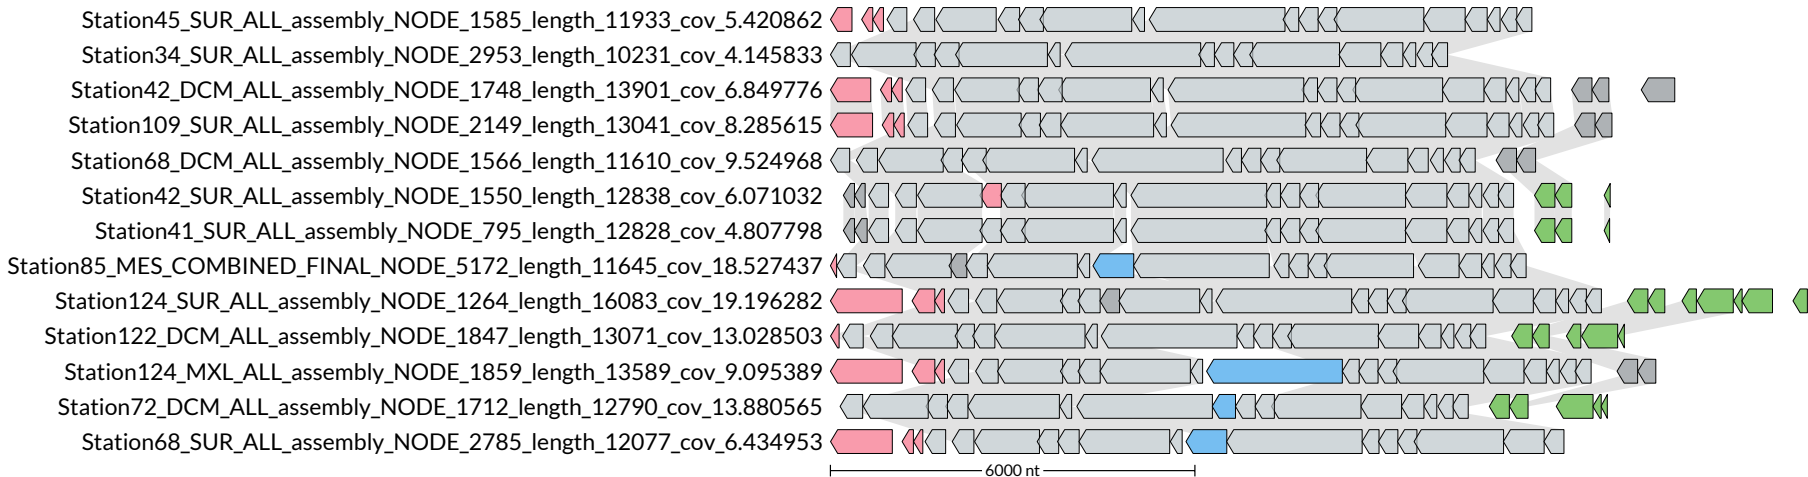 Station45_SUR_ALL_assembly_NODE_1585_length_11933_cov_5.420862
Station34_SUR_ALL_assembly_NODE_2953_length_10231_cov_4.145833
Station42_DCM_ALL_assembly_NODE_1748_length_13901_cov_6.849776
Station109_SUR_ALL_assembly_NODE_2149_length_13041_cov_8.285615
Station68_DCM_ALL_assembly_NODE_1566_length_11610_cov_9.524968
Station42_SUR_ALL_assembly_NODE_1550_length_12838_cov_6.071032
Station41_SUR_ALL_assembly_NODE_795_length_12828_cov_4.807798
Station85_MES_COMBINED_FINAL_NODE_5172_length_11645_cov_18.527437
Station124_SUR_ALL_assembly_NODE_1264_length_16083_cov_19.196282
Station122_DCM_ALL_assembly_NODE_1847_length_13071_cov_13.028503
Station124_MXL_ALL_assembly_NODE_1859_length_13589_cov_9.095389
Station72_DCM_ALL_assembly_NODE_1712_length_12790_cov_13.880565
Station68_SUR_ALL_assembly_NODE_2785_length_12077_cov_6.434953
6000 nt